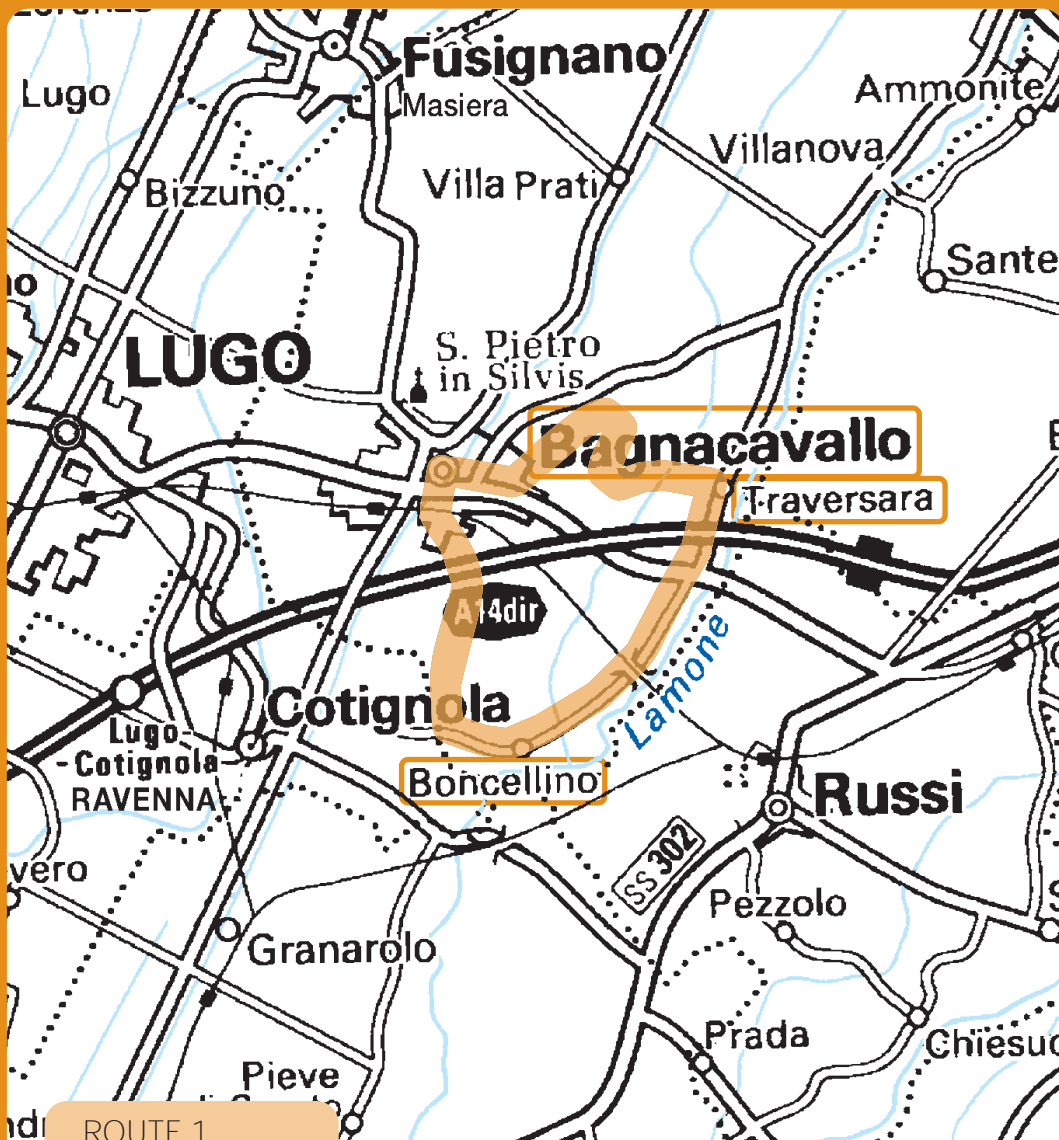 Fusignano
Lugo
Masiera
Ammonite
Villanova
Bizzuno
Villa Prati
Sante
LUGO
S. Pietro
in Silvis
Bagnacavallo
Traversara
A14dir
Lamone
Cotignola
Lugo-
-Cotignola
RAVENNA
Boncellino
Russi
SS 302
vero
Pezzolo
Granarolo
Prada
Chiesuo
Pieve
ROUTE 1